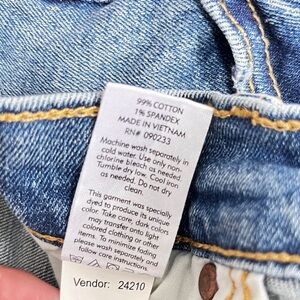 99% COTTON
1% SPANDEX
MADE IN VIETNAM
RN# 090233
Machine wash separately in
cold water. Use only non-
chlorine bleach as needed.
Tumble dry low. Cool iron
as needed. Do not dry
clean.
This garment was specially
dyed to produce its unique
color. Take care, dark colors
may transfer onto light
colored clothing or other
items. To minimize fading
please wash separately and
follow care instructions.
Vendor: 24210